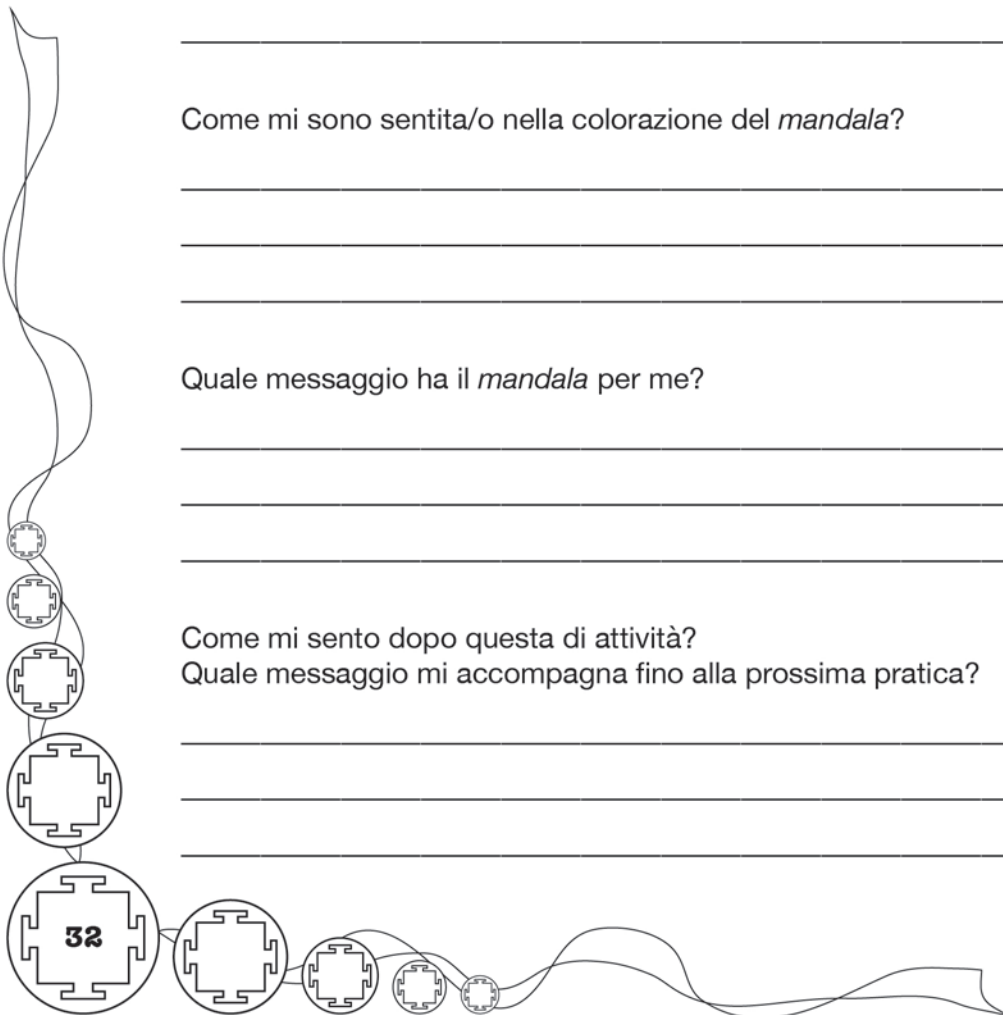 Come mi sono sentita/o nella colorazione del mandala?
Quale messaggio ha il mandala per me?
Come mi sento dopo questa di attività?
Quale messaggio mi accompagna fino alla prossima pratica?
32